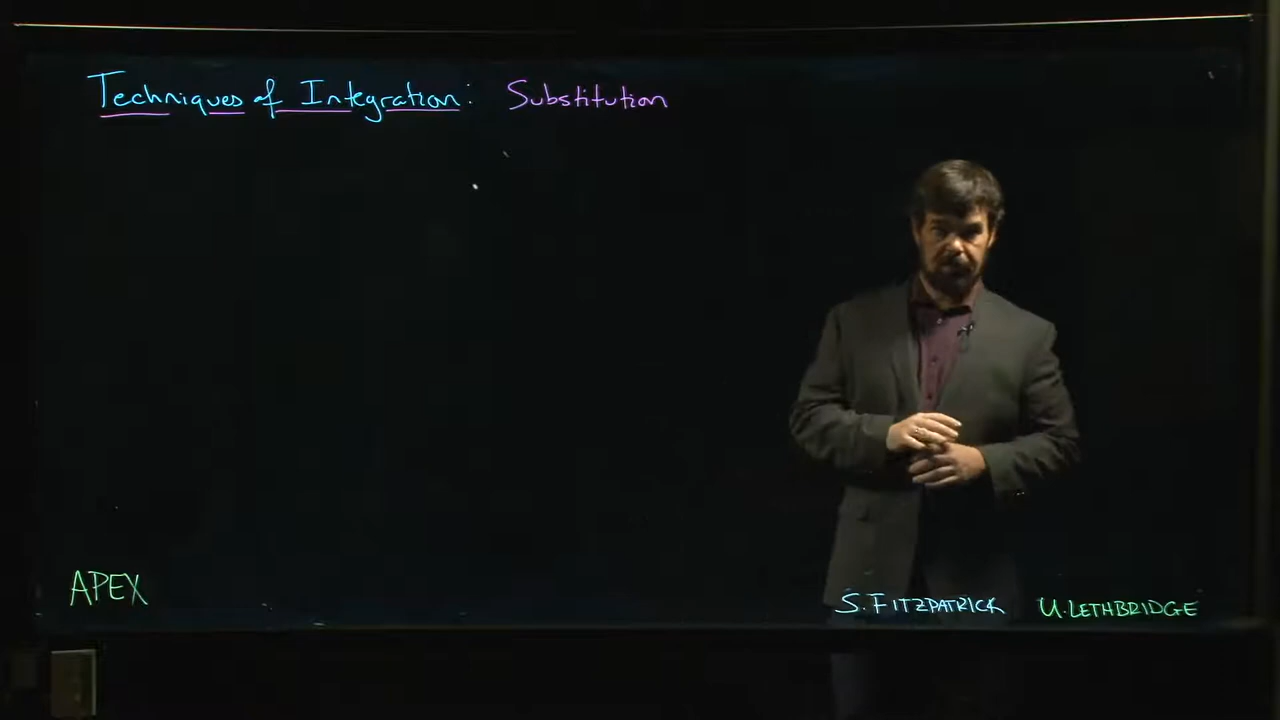 Techniques of Integration: Substitution
APEX
S. FITZPATRICK U. LETHBRIDGE